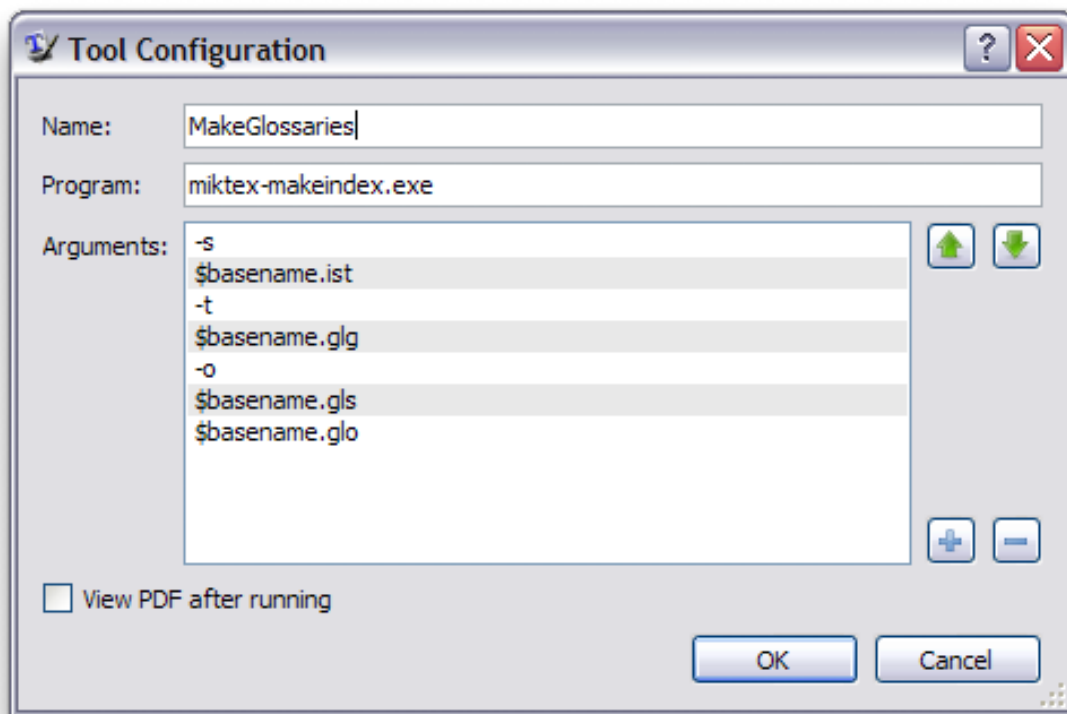 Tool Configuration
Name: MakeGlossaries
Program: miktex-makeindex.exe
Arguments: -s
$basename.ist
-t
$basename.glg
-o
$basename.gls
$basename.glo
View PDF after running
OK Cancel